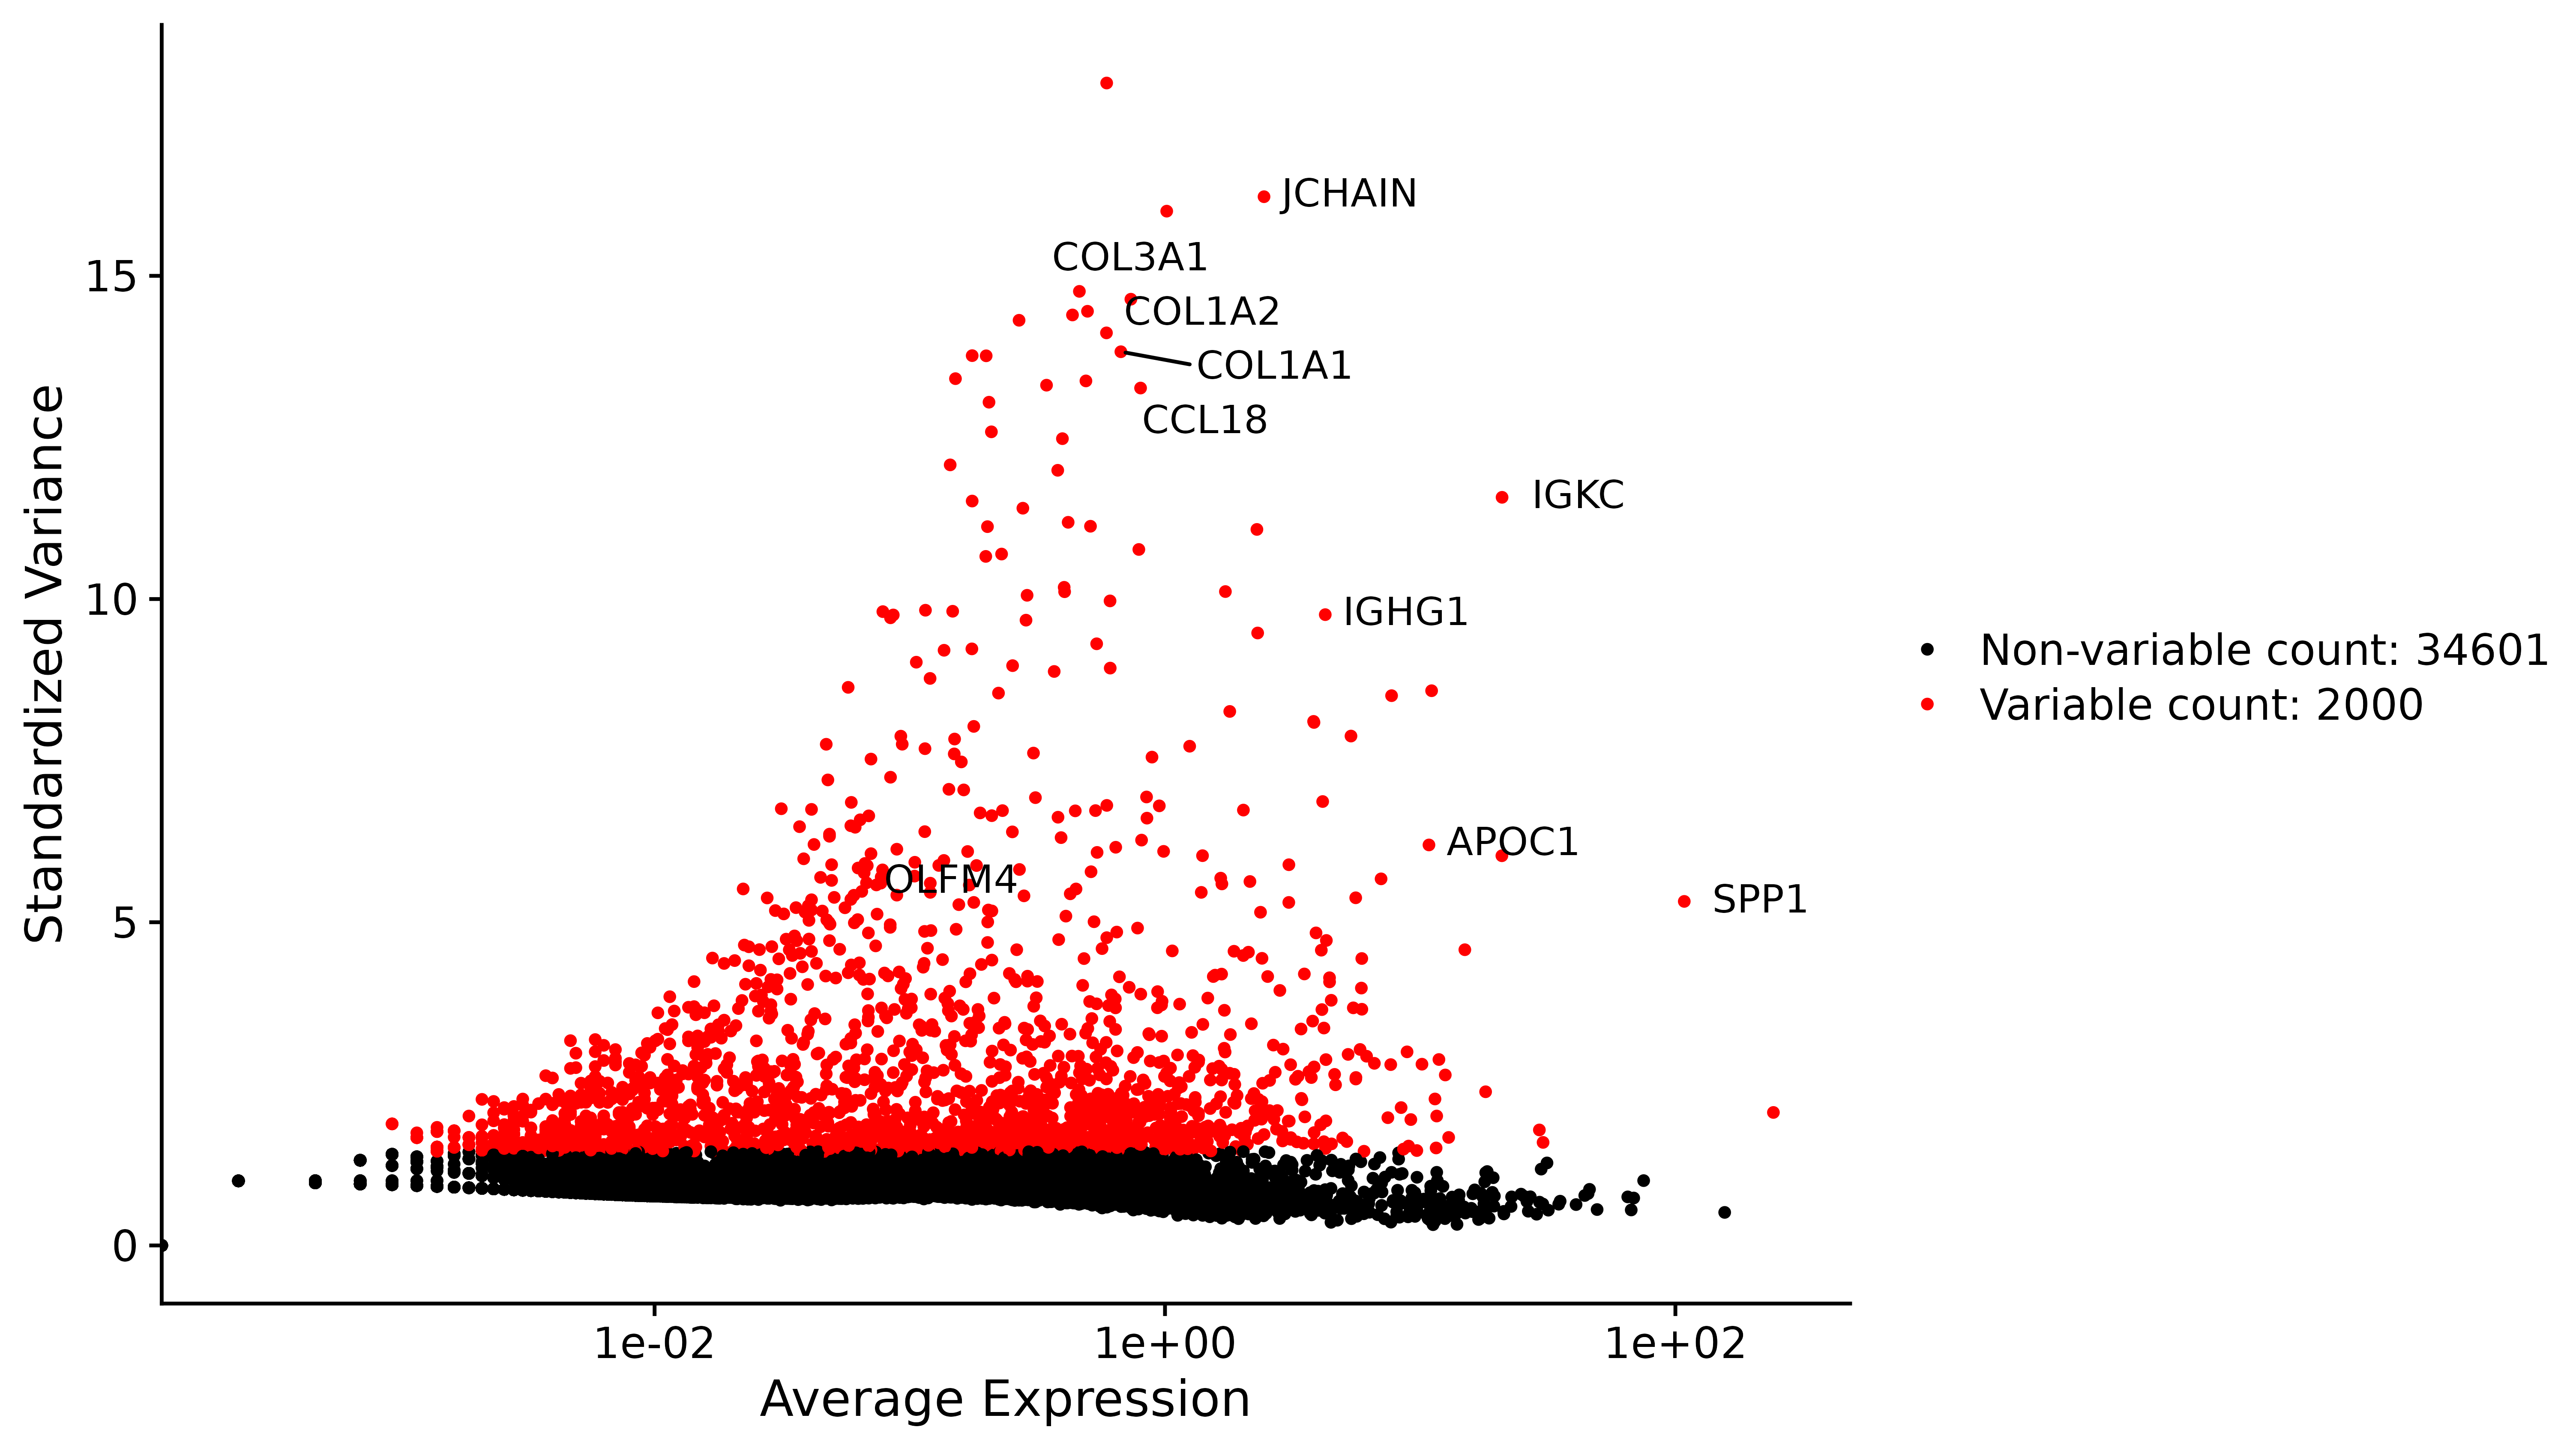 JCHAIN
COL3A1
COL1A2
COL1A1
CCL18
IGKC
IGHG1
APOC1
OLFM4
SPP1
15
10
5
0
Standardized Variance
1e-02
1e+00
1e+02
Average Expression
Non-variable count: 34601
Variable count: 2000